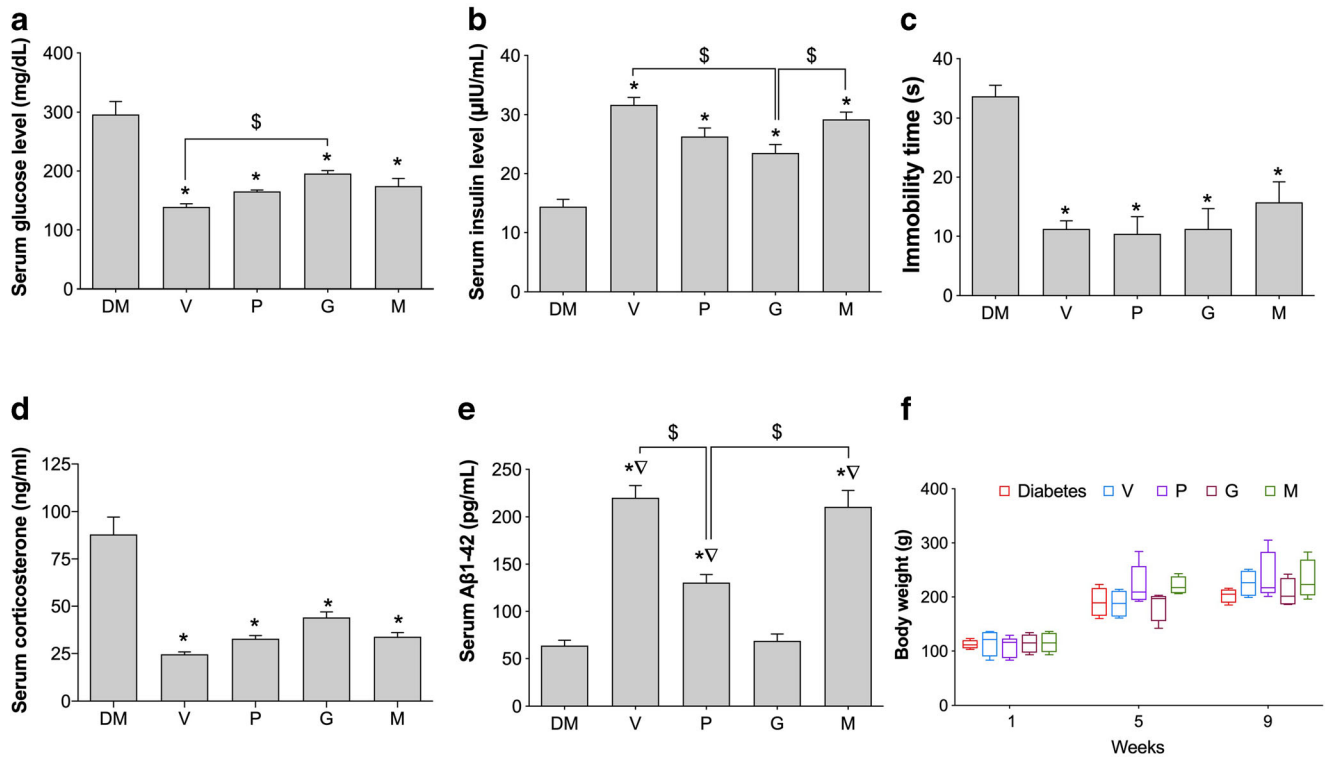 a
Serum glucose level (mg/dL)
400
300
200
100
0
$
* * * *
DM V P G M
b
Serum insulin level (µIU/mL)
40
30
20
10
0
$ $
* * * *
DM V P G M
c
Immobility time (s)
40
30
20
10
0
* * * *
DM V P G M
d
Serum corticosterone (ng/ml)
125
100
75
50
25
0
* * * *
DM V P G M
e
Serum Aβ1-42 (pg/mL)
250
200
150
100
50
0
$ $
*∇ *∇ *∇
DM V P G M
f
Body weight (g)
400
300
200
100
0
Diabetes V P G M
1 5 9
Weeks